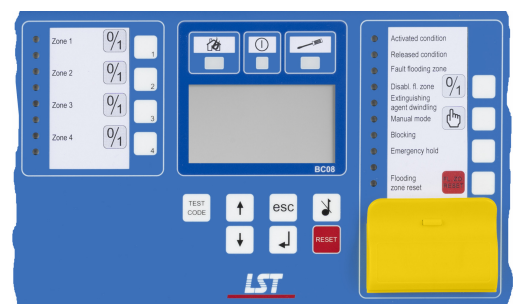 Zone 1
0/1
1
Zone 2
0/1
2
Zone 3
0/1
3
Zone 4
0/1
4
BC08
TEST
CODE
esc
RESET
LST
Activated condition
Released condition
Fault flooding zone
Disabl. fl. zone
0/1
Extinguishing
agent dwindling
Manual mode
Blocking
Emergency hold
Flooding
zone reset